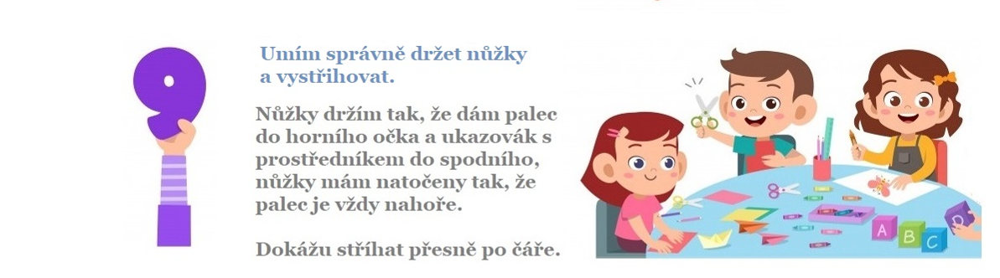 9
Umím správně držet nůžky
a vystřihovat.
Nůžky držím tak, že dám palec
do horního očka a ukazovák s
prostředníkem do spodního,
nůžky mám natočeny tak, že
palec je vždy nahoře.
Dokážu stříhat přesně po čáře.
A B C D